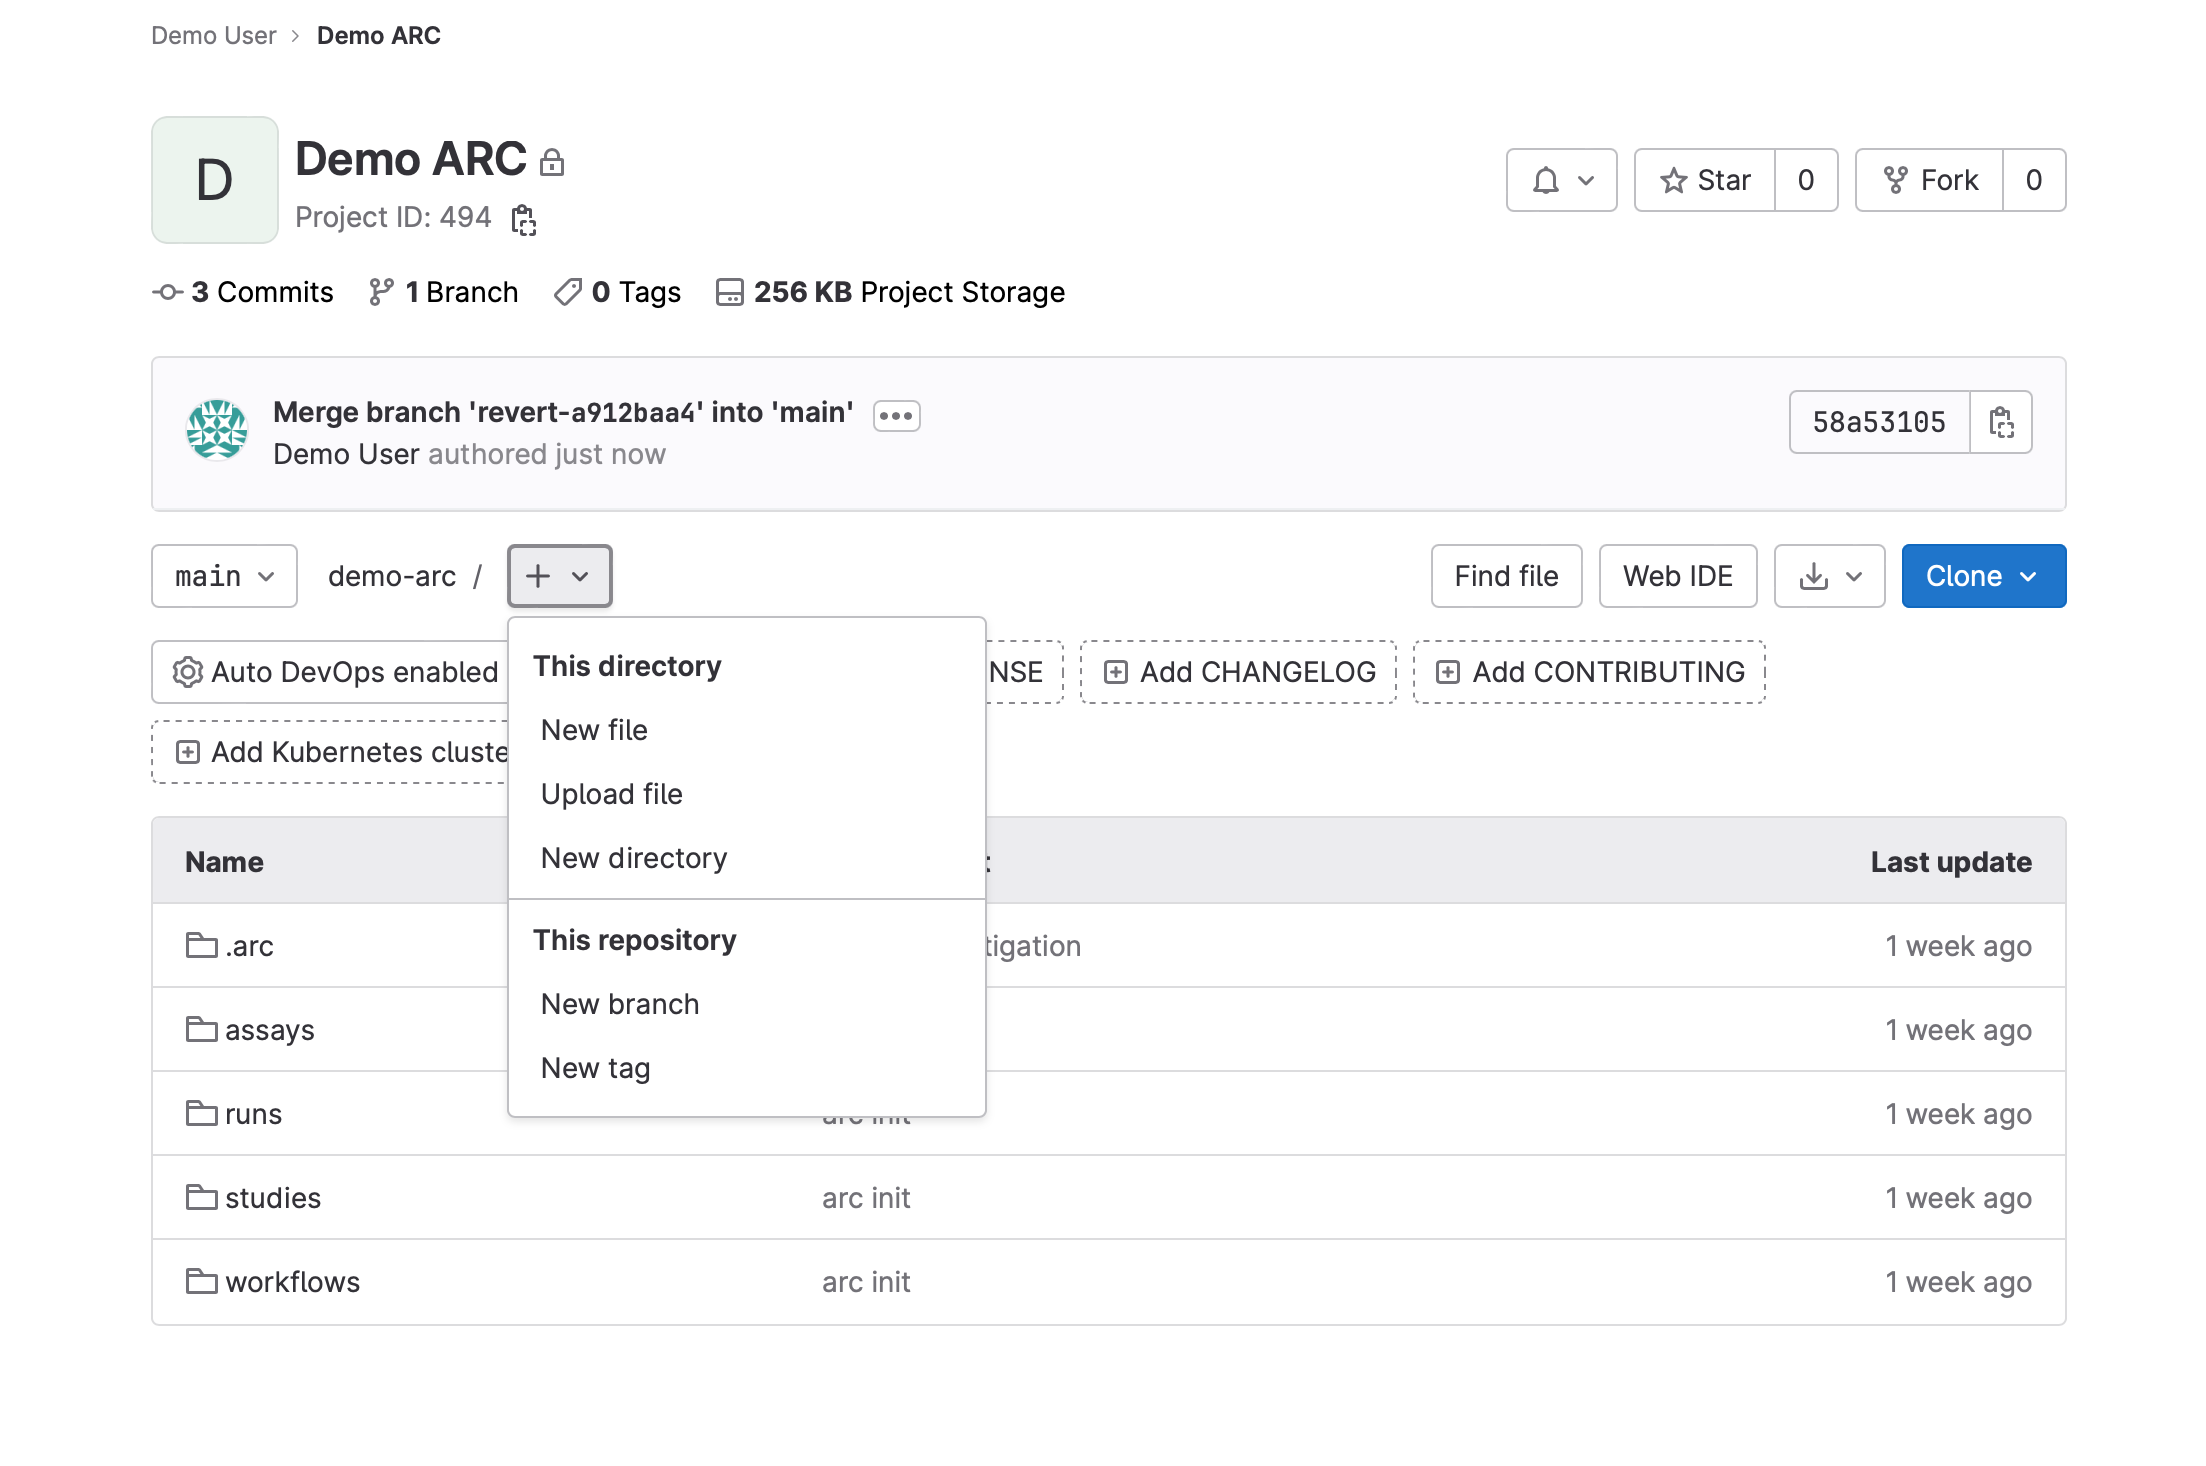 Demo User > Demo ARC
D
Demo ARC
Project ID: 494
Star 0
Fork 0
3 Commits 1 Branch 0 Tags 256 KB Project Storage
Merge branch 'revert-a912baa4' into 'main'
Demo User authored just now
58a53105
main demo-arc / +
Find file Web IDE Clone
This directory
New file
Upload file
New directory
This repository
New branch
New tag
Auto DevOps enabled Add CHANGELOG Add CONTRIBUTING
Add Kubernetes
Name Last update
.arc 1 week ago
assays 1 week ago
runs arc init 1 week ago
studies arc init 1 week ago
workflows arc init 1 week ago